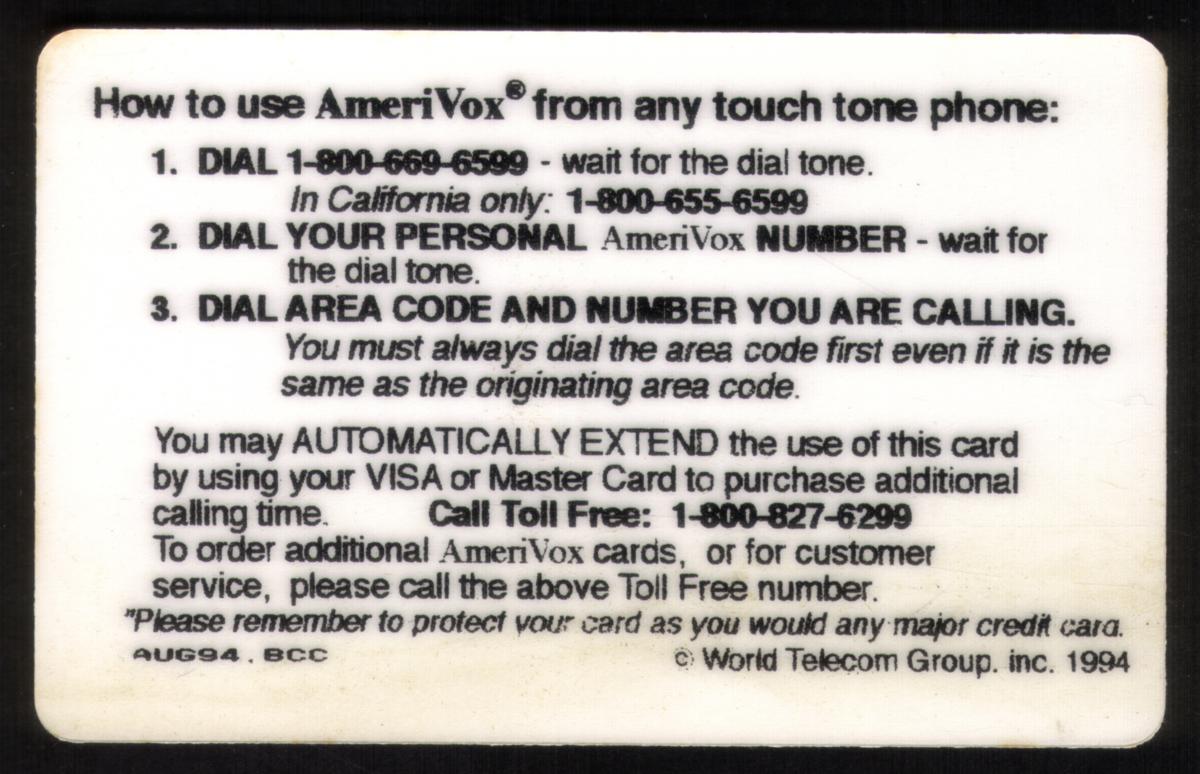 How to use AmeriVox® from any touch tone phone:
1. DIAL 1-800-669-6599 - wait for the dial tone.
In California only: 1-800-655-6599
2. DIAL YOUR PERSONAL AmeriVox NUMBER - wait for
the dial tone.
3. DIAL AREA CODE AND NUMBER YOU ARE CALLING.
You must always dial the area code first even if it is the
same as the originating area code.
You may AUTOMATICALLY EXTEND the use of this card
by using your VISA or Master Card to purchase additional
calling time. Call Toll Free: 1-800-827-6299
To order additional AmeriVox cards, or for customer
service, please call the above Toll Free number.
"Please remember to protect your card as you would any major credit card.
AUG94. BCC
© World Telecom Group. inc. 1994